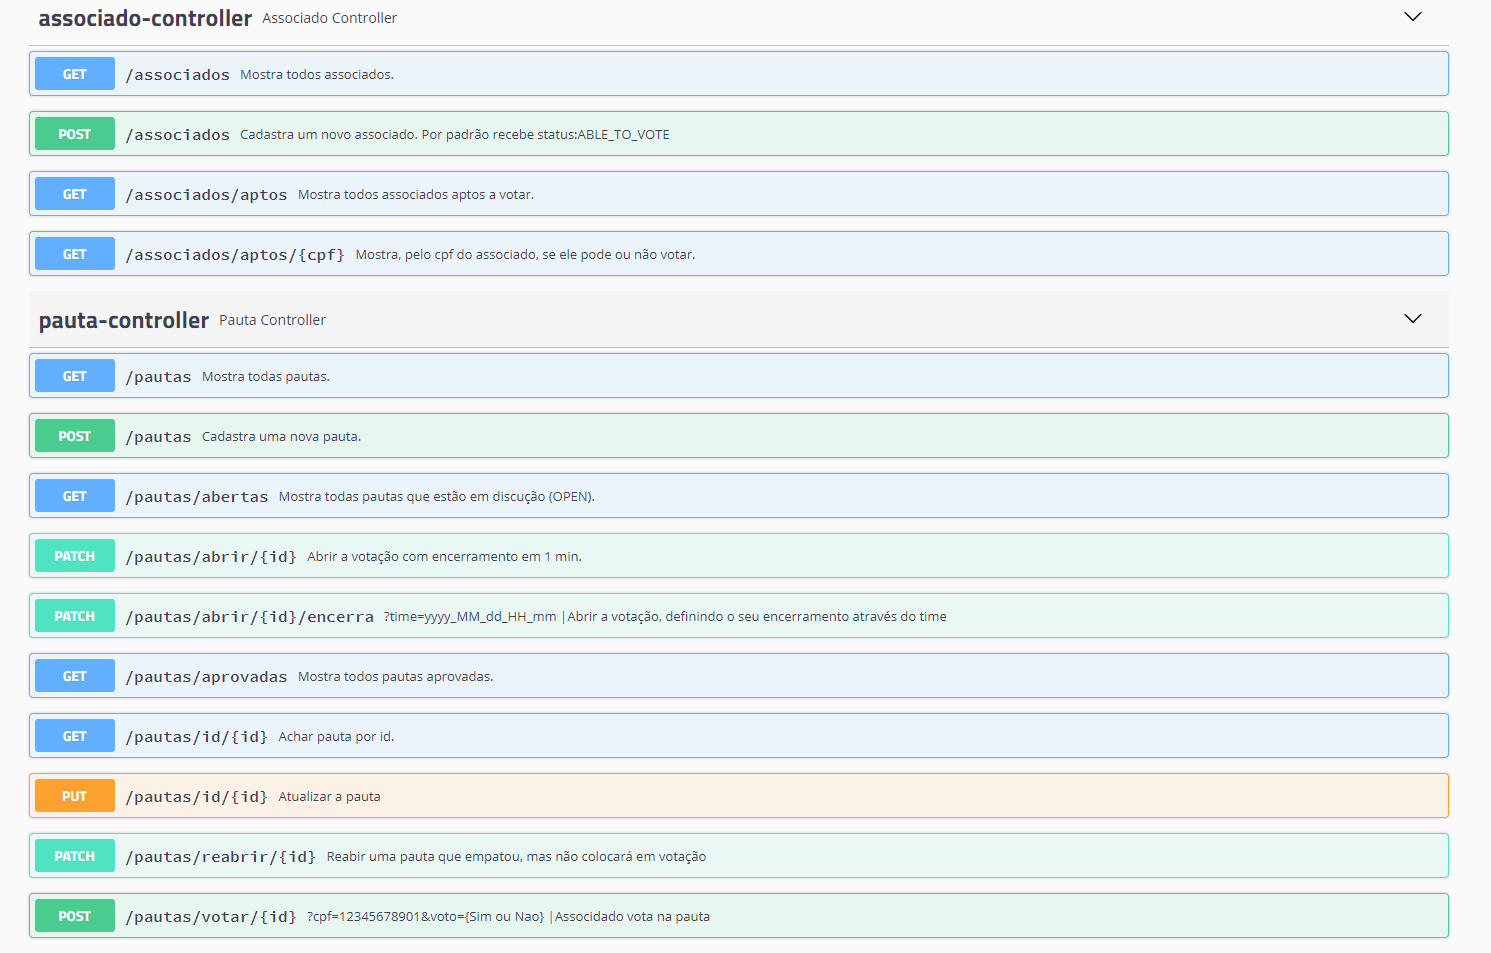 associado-controller Associado Controller
GET /associados Mostra todos associados.
POST /associados Cadastra um novo associado. Por padrão recebe status:ABLE_TO_VOTE
GET /associados/aptos Mostra todos associados aptos a votar.
GET /associados/aptos/{cpf} Mostra, pelo cpf do associado, se ele pode ou não votar.
pauta-controller Pauta Controller
GET /pautas Mostra todas pautas.
POST /pautas Cadastra uma nova pauta.
GET /pautas/abertas Mostra todas pautas que estão em discução (OPEN).
PATCH /pautas/abrir/{id} Abrir a votação com encerramento em 1 min.
PATCH /pautas/abrir/{id}/encerra ?time=yyyy_MM_dd_HH_mm |Abrir a votação, definindo o seu encerramento através do time
GET /pautas/aprovadas Mostra todos pautas aprovadas.
GET /pautas/id/{id} Achar pauta por id.
PUT /pautas/id/{id} Atualizar a pauta
PATCH /pautas/reabrir/{id} Reabir uma pauta que empatou, mas não colocará em votação
POST /pautas/votar/{id} ?cpf=12345678901&voto={Sim ou Nao} |Associdado vota na pauta